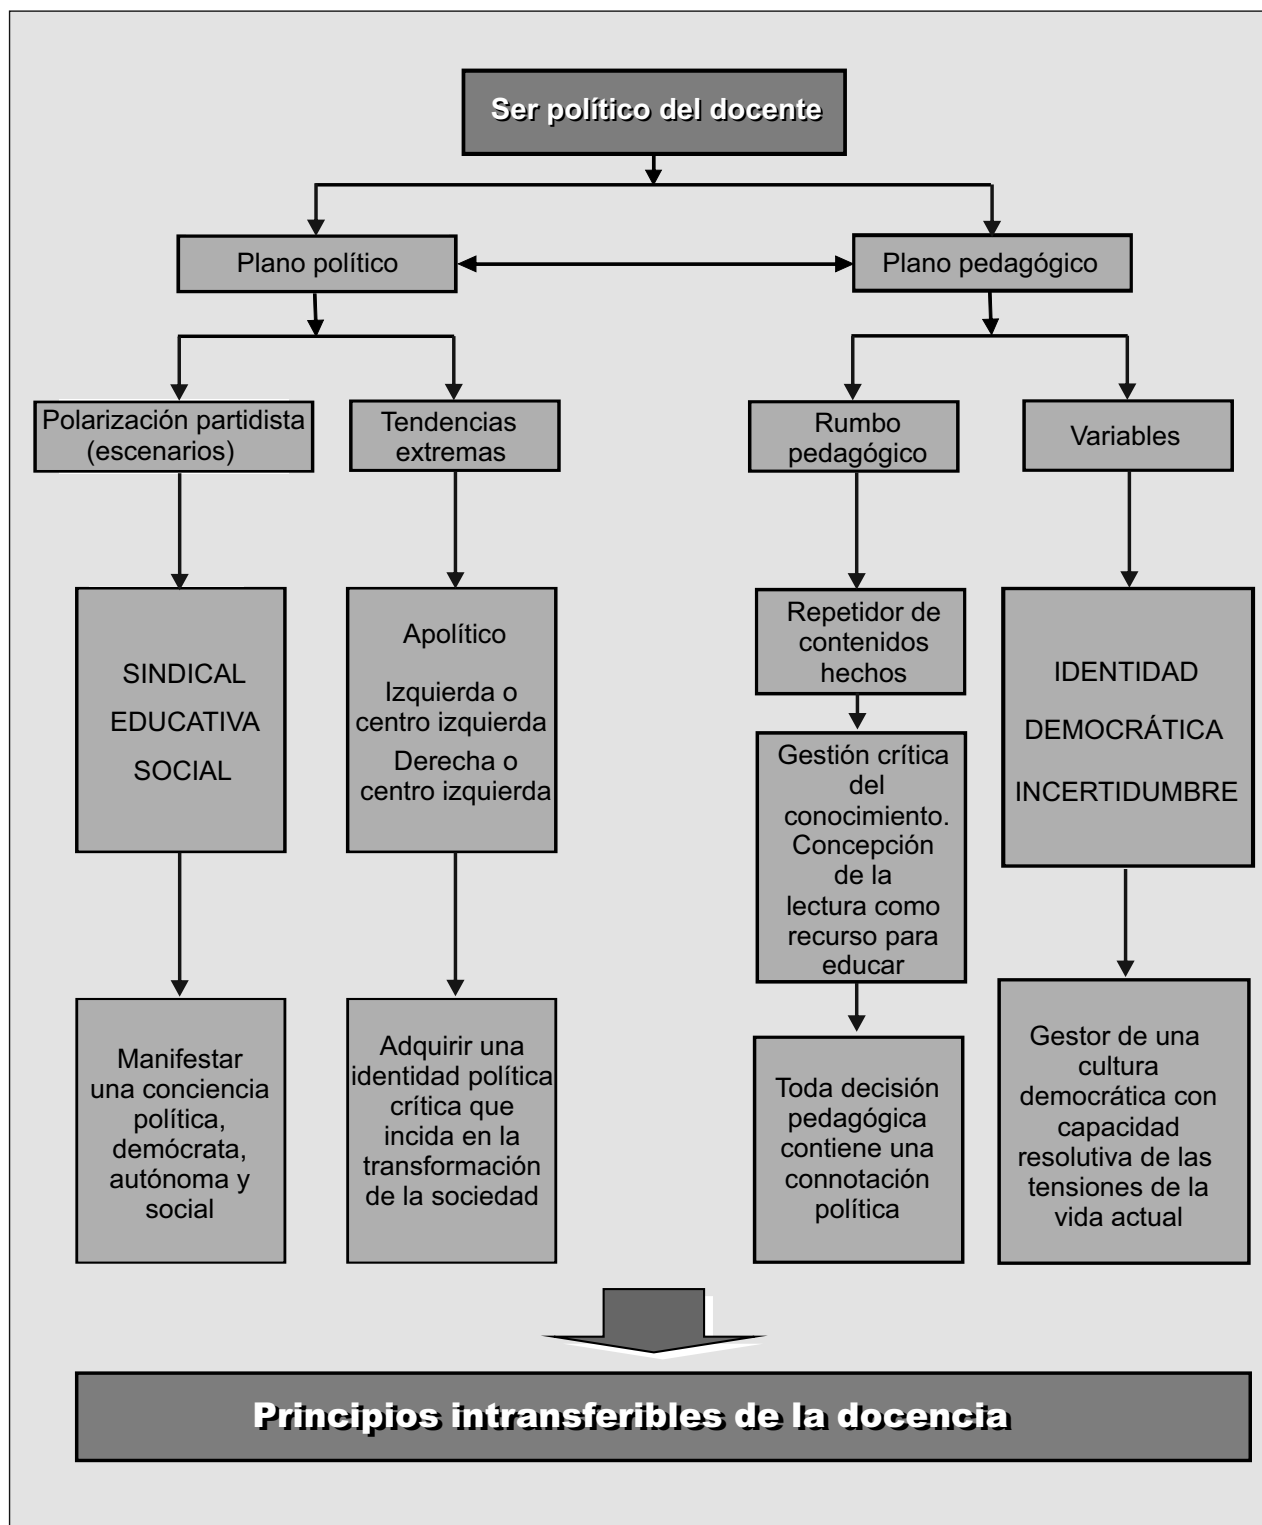 Ser político del docente
Plano político
Plano pedagógico
Polarización partidista
(escenarios)
Tendencias
extremas
Rumbo
pedagógico
Variables
SINDICAL
EDUCATIVA
SOCIAL
Apolítico
Izquierda o
centro izquierda
Derecha o
centro izquierda
Repetidor de
contenidos
hechos
Gestión crítica
del
conocimiento.
Concepción
de la
lectura como
recurso para
educar
IDENTIDAD
DEMOCRÁTICA
INCERTIDUMBRE
Manifestar
una conciencia
política,
demócrata,
autónoma y
social
Adquirir una
identidad política
crítica que
incida en la
transformación
de la sociedad
Toda decisión
pedagógica
contiene una
connotación
política
Gestor de una
cultura
democrática con
capacidad
resolutiva de las
tensiones de la
vida actual
Principios intransferibles de la docencia